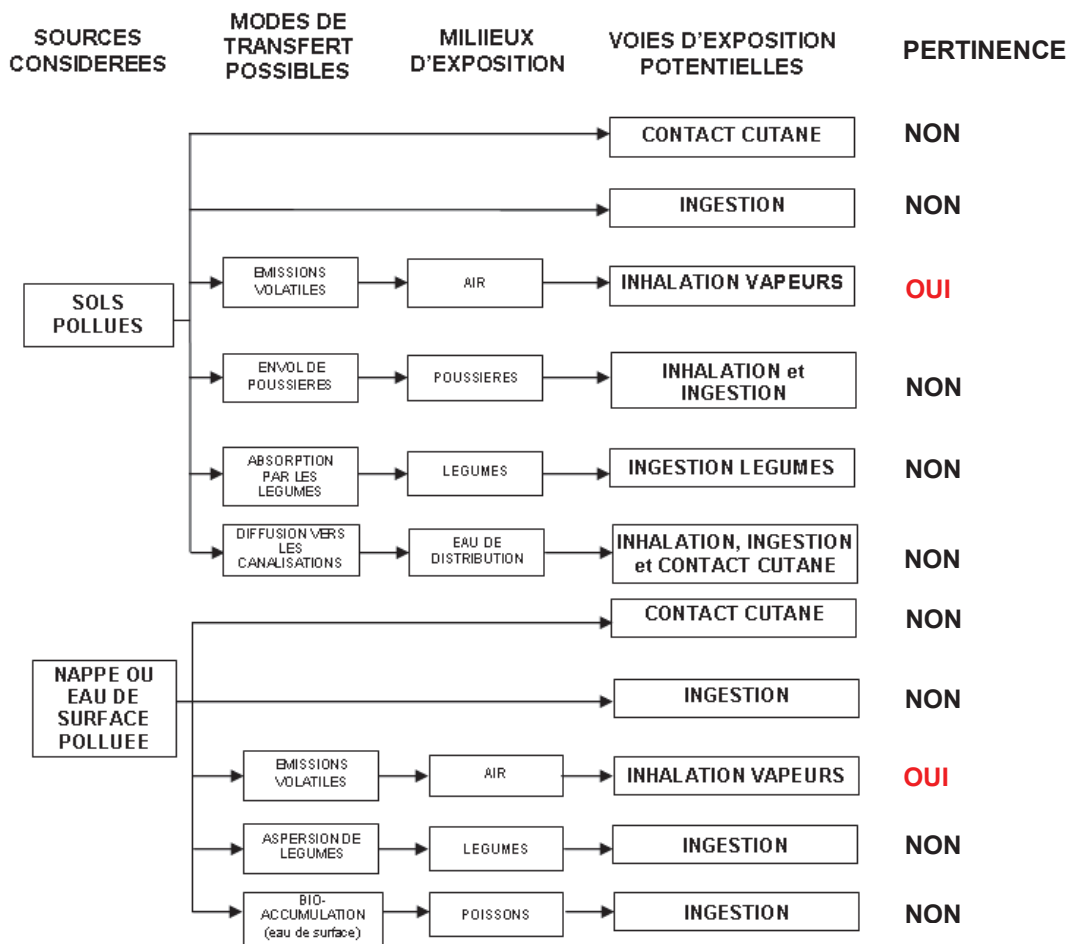 SOURCES
CONSIDEREES
MODES DE
TRANSFERT
POSSIBLES
MILIIEUX
D'EXPOSITION
VOIES D'EXPOSITION
POTENTIELLES
PERTINENCE
CONTACT CUTANE
NON
INGESTION
NON
SOLS
POLLUES
EMISSIONS
VOLATILES
AIR
INHALATION VAPEURS
OUI
ENVOL DE
POUSSIERES
POUSSIERES
INHALATION et
INGESTION
NON
ABSORPTION
PAR LES
LEGUMES
LEGUMES
INGESTION LEGUMES
NON
DIFFUSION VERS
LES
CANALISATIONS
EAU DE
DISTRIBUTION
INHALATION, INGESTION
et CONTACT CUTANE
NON
CONTACT CUTANE
NON
NAPPE OU
EAU DE
SURFACE
POLLUEE
INGESTION
NON
EMISSIONS
VOLATILES
AIR
INHALATION VAPEURS
OUI
ASPERSION DE
LEGUMES
LEGUMES
INGESTION
NON
BIO-
ACCUMULATION
(eau de surface)
POISSONS
INGESTION
NON